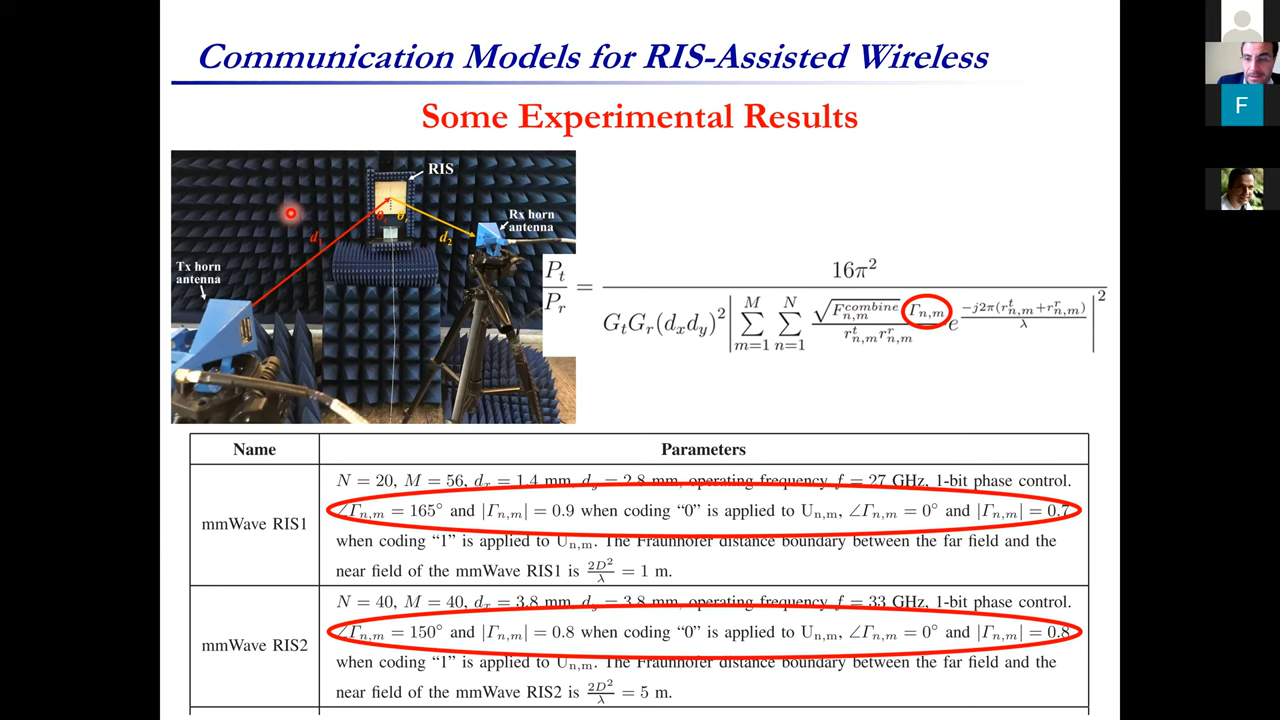 Communication Models for RIS-Assisted Wireless
Some Experimental Results
RIS
Rx horn
antenna
d₁
θₜ θᵣ
d₂
Tx horn
antenna
Pₜ/Pᵣ = 16π² / GₜGᵣ(dₓd_y)² |∑_{m=1}^{M} ∑_{n=1}^{N} √F_{n,m}^{combine} Γ_{n,m} / r_{n,m}^{t} r_{n,m}^{r} e^{−j2π(r_{n,m}^{t}+r_{n,m}^{r})/λ}|²
Name Parameters
mmWave RIS1
N = 20, M = 56, dₓ = 1.4 mm, d_y = 2.8 mm, operating frequency f = 27 GHz, 1-bit phase control.
∠Γ_{n,m} = 165° and |Γ_{n,m}| = 0.9 when coding “0” is applied to U_{n,m}, ∠Γ_{n,m} = 0° and |Γ_{n,m}| = 0.7
when coding “1” is applied to U_{n,m}. The Fraunhofer distance boundary between the far field and the
near field of the mmWave RIS1 is 2D²/λ = 1 m.
mmWave RIS2
N = 40, M = 40, dₓ = 3.8 mm, d_y = 3.8 mm, operating frequency f = 33 GHz, 1-bit phase control.
∠Γ_{n,m} = 150° and |Γ_{n,m}| = 0.8 when coding “0” is applied to U_{n,m}, ∠Γ_{n,m} = 0° and |Γ_{n,m}| = 0.8
when coding “1” is applied to U_{n,m}. The Fraunhofer distance boundary between the far field and the
near field of the mmWave RIS2 is 2D²/λ = 5 m.
F